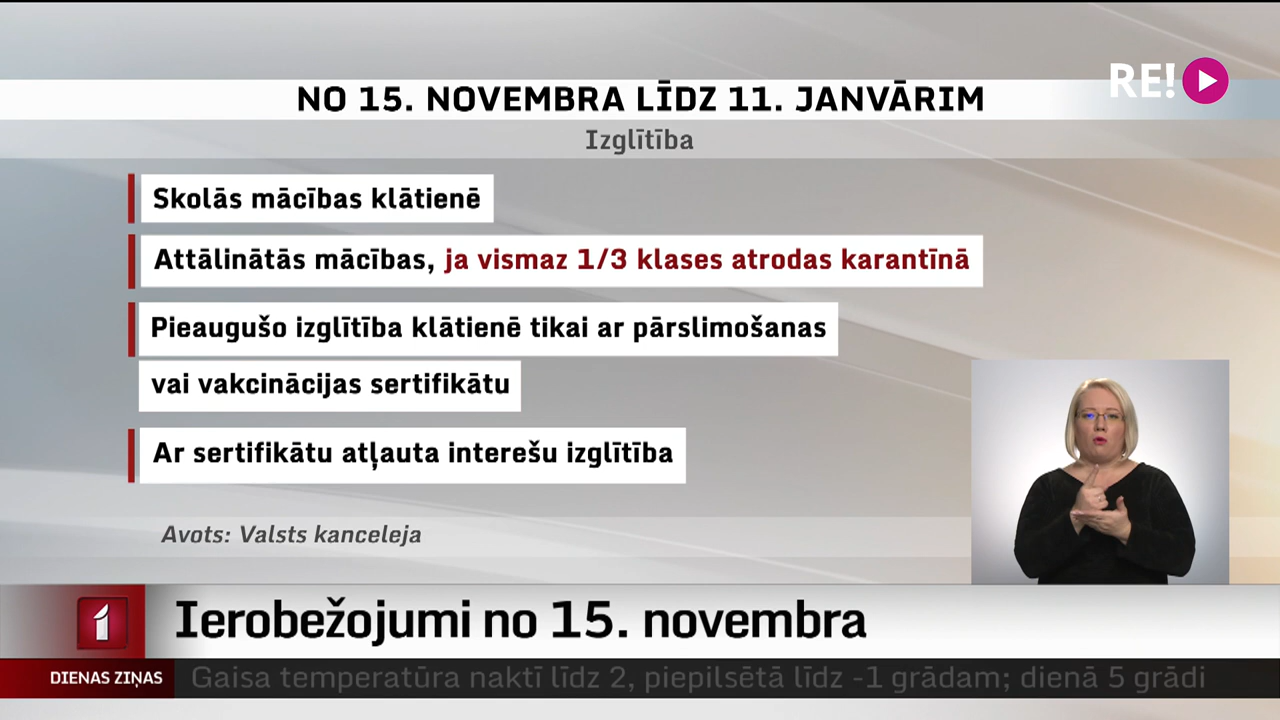 RE!
NO 15. NOVEMBRA LĪDZ 11. JANVĀRIM
Izglītība
Skolās mācības klātienē
Attālinātās mācības, ja vismaz 1/3 klases atrodas karantīnā
Pieaugušo izglītība klātienē tikai ar pārslimošanas
vai vakcinācijas sertifikātu
Ar sertifikātu atļauta interešu izglītība
Avots: Valsts kanceleja
1 Ierobežojumi no 15. novembra
DIENAS ZIŅAS Gaisa temperatūra naktī līdz 2, piepilsētā līdz -1 grādam; dienā 5 grādi